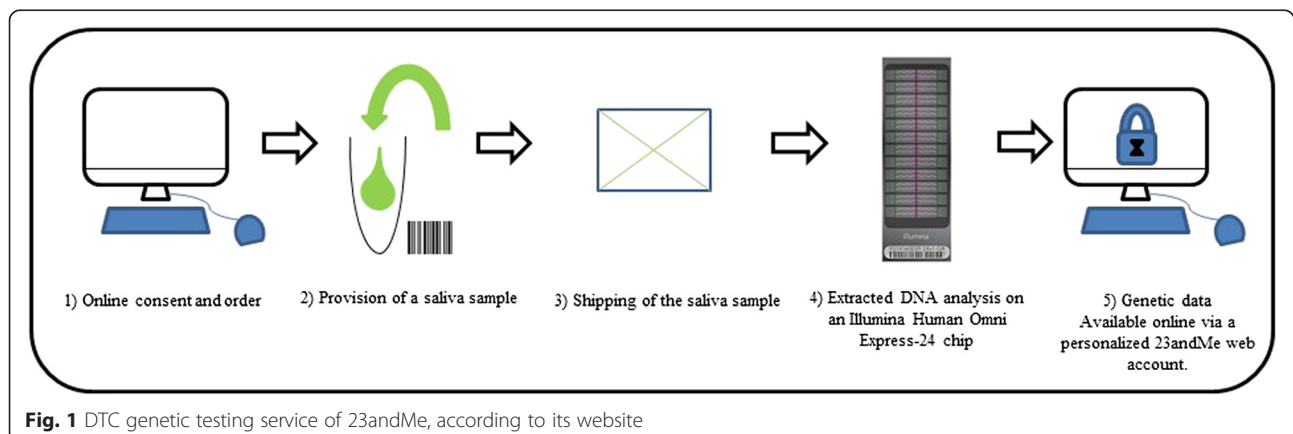 1) Online consent and order
2) Provision of a saliva sample
3) Shipping of the saliva sample
4) Extracted DNA analysis on
an Illumina Human Omni
Express-24 chip
illumina
5) Genetic data
Available online via a
personalized 23andMe web
account.
Fig. 1 DTC genetic testing service of 23andMe, according to its website